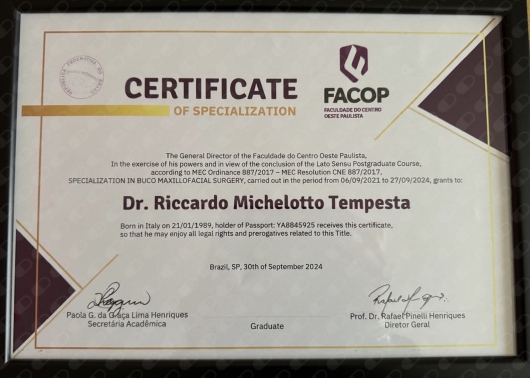 CERTIFICATE
OF SPECIALIZATION
FACOP
FACULDADE DO CENTRO
OESTE PAULISTA
The General Director of the Faculdade do Centro Oeste Paulista,
In the exercise of his powers and in view of the conclusion of the Lato Sensu Postgraduate Course,
according to MEC Ordinance 887/2017 – MEC Resolution CNE 887/2017,
SPECIALIZATION IN BUCO MAXILLOFACIAL SURGERY, carried out in the period from 06/09/2021 to 27/09/2024, grants to:
Dr. Riccardo Michelotto Tempesta
Born in Italy on 21/01/1989, holder of Passport: YA8845925 receives this certificate,
so that he may enjoy all legal rights and prerogatives related to this Title.
Brazil, SP, 30th of September 2024
Paola G. da Graça Lima Henriques
Secretária Acadêmica
Graduate
Prof. Dr. Rafael Pinelli Henriques
Diretor Geral